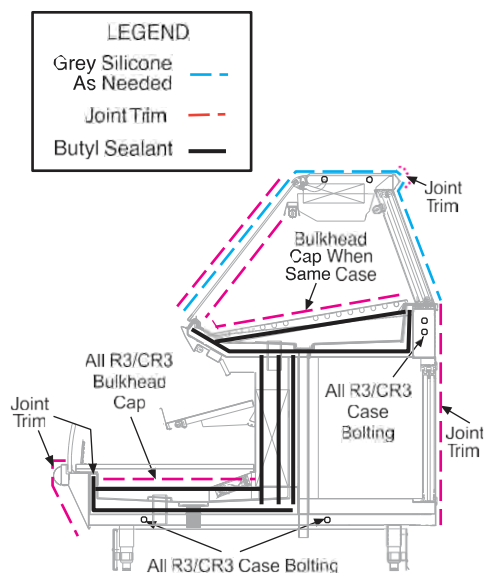 LEGEND
Grey Silicone
As Needed
Joint Trim
Butyl Sealant
Joint
Trim
Bulkhead
Cap When
Same Case
All R3/CR3
Bulkhead
Cap
All R3/CR3
Case
Bolting
Joint
Trim
Joint
Trim
All R3/CR3 Case Bolting